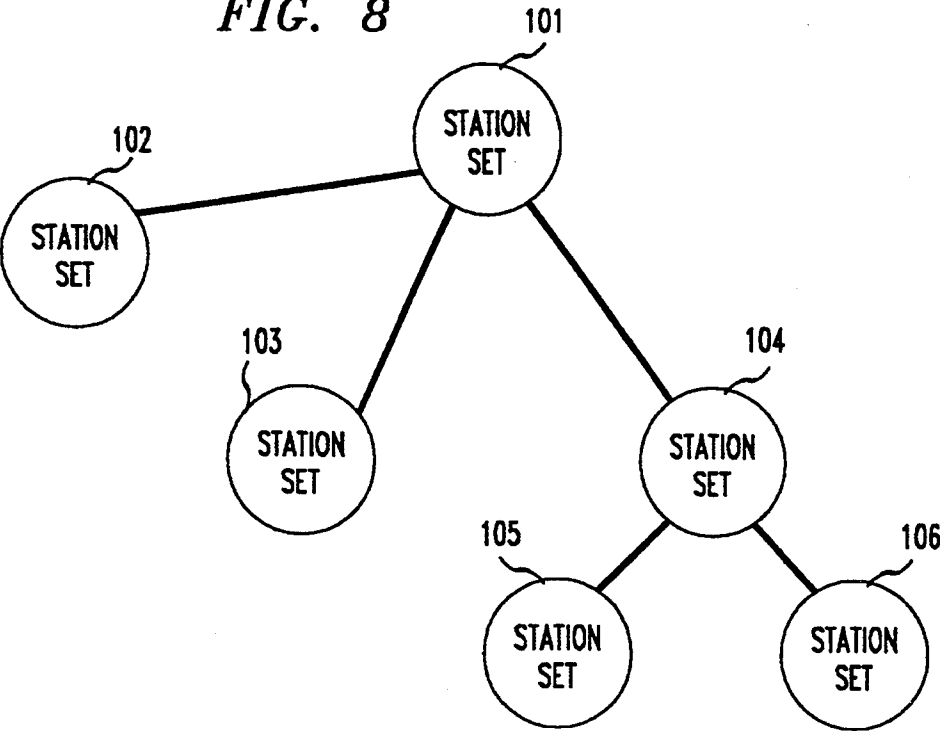 FIG. 8
101
STATION
SET
102
STATION
SET
103
STATION
SET
104
STATION
SET
105
STATION
SET
106
STATION
SET